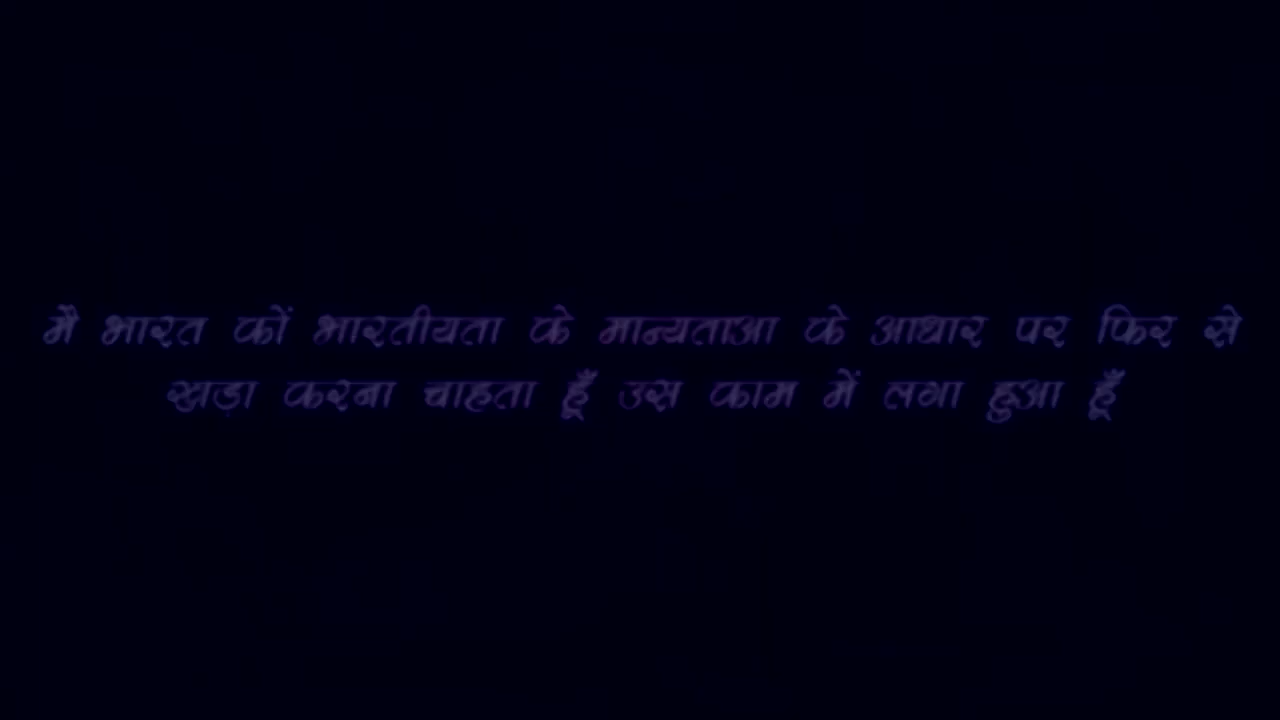 मै भारत कों भारतीयता के मान्यताआ के आधार पर फिर से
खड़ा करना चाहता हूँ उस काम में लगा हुआ हूँ